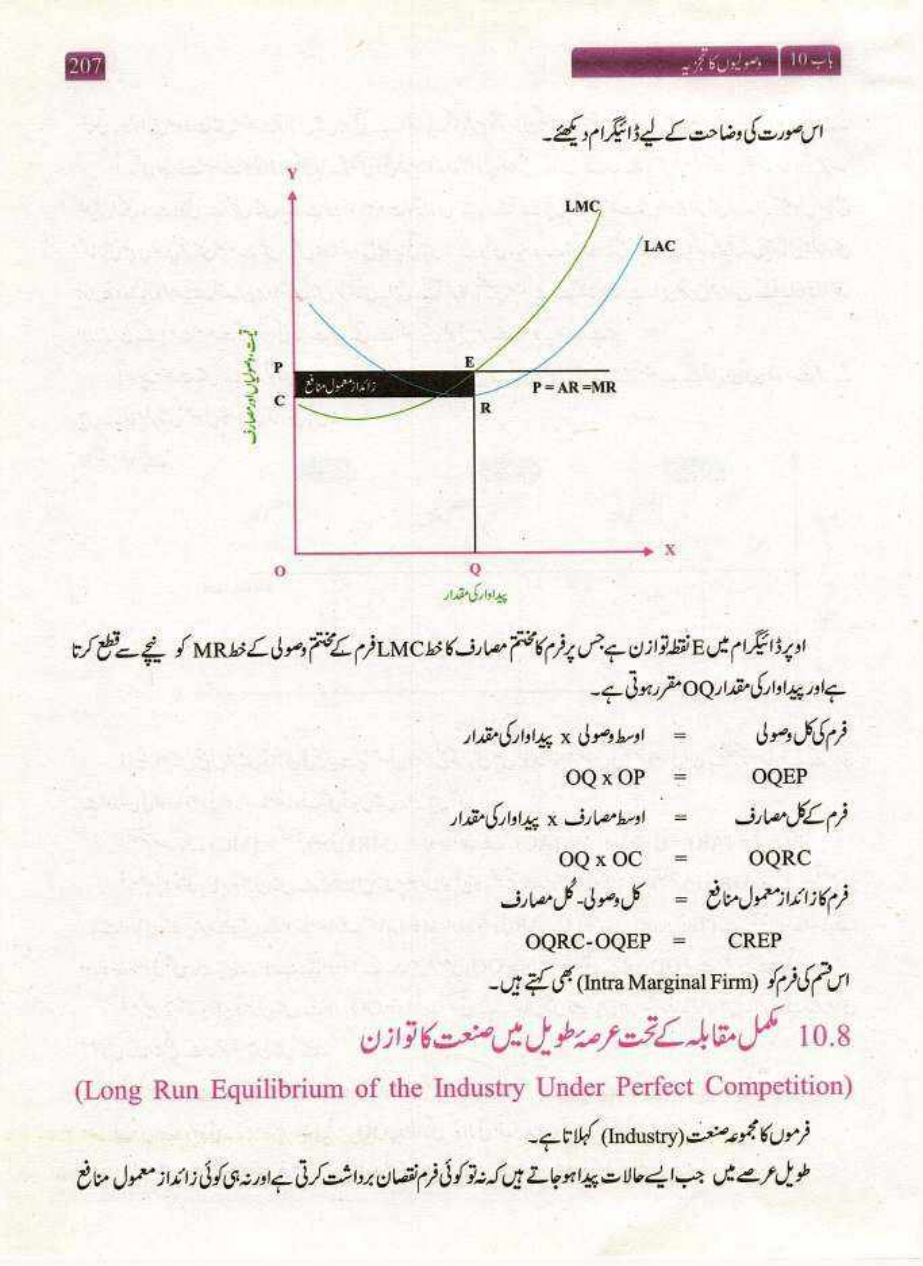 باب 10 وصولیوں کا تجزیہ
207
اس صورت کی وضاحت کے لیے ڈائیگرام دیکھئے۔
Y
LMC
LAC
قیمت، وصولیاں اور مصارف
P
E
زائد از معمول منافع
P = AR =MR
C
R
X
O
Q
پیداوار کی مقدار
اوپر ڈائیگرام میں E نقطہ توازن ہے جس پر فرم کا مختتم مصارف کا خط LMC فرم کے مختتم وصولی کے خط MR کو نیچے سے قطع کرتا
ہے اور پیداوار کی مقدار OQ مقرر ہوتی ہے۔
فرم کی کل وصولی = اوسط وصولی x پیداوار کی مقدار
OQ x OP = OQEP
فرم کے کل مصارف = اوسط مصارف x پیداوار کی مقدار
OQ x OC = OQRC
فرم کا زائد از معمول منافع = کل وصولی - کل مصارف
OQRC-OQEP = CREP
اس قسم کی فرم کو (Intra Marginal Firm) بھی کہتے ہیں۔
10.8 مکمل مقابلہ کے تحت عرصۂ طویل میں صنعت کا توازن
(Long Run Equilibrium of the Industry Under Perfect Competition)
فرموں کا مجموعہ صنعت (Industry) کہلاتا ہے۔
طویل عرصے میں جب ایسے حالات پیدا ہو جاتے ہیں کہ نہ تو کوئی فرم نقصان برداشت کرتی ہے اور نہ ہی کوئی زائد از معمول منافع